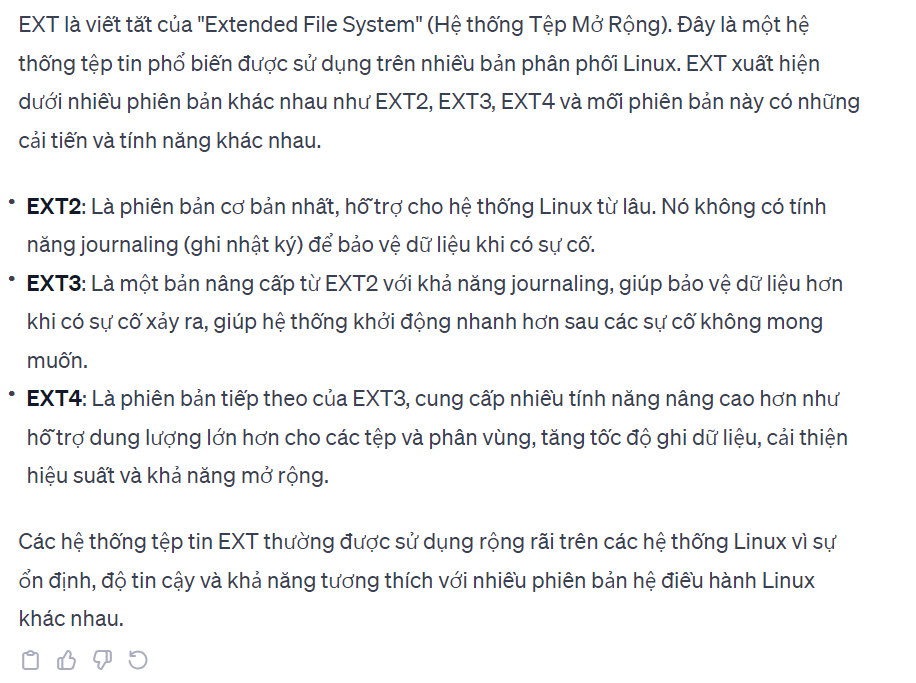 EXT là viết tắt của "Extended File System" (Hệ thống Tệp Mở Rộng). Đây là một hệ
thống tệp tin phổ biến được sử dụng trên nhiều bản phân phối Linux. EXT xuất hiện
dưới nhiều phiên bản khác nhau như EXT2, EXT3, EXT4 và mỗi phiên bản này có những
cải tiến và tính năng khác nhau.
• EXT2: Là phiên bản cơ bản nhất, hỗ trợ cho hệ thống Linux từ lâu. Nó không có tính
năng journaling (ghi nhật ký) để bảo vệ dữ liệu khi có sự cố.
• EXT3: Là một bản nâng cấp từ EXT2 với khả năng journaling, giúp bảo vệ dữ liệu hơn
khi có sự cố xảy ra, giúp hệ thống khởi động nhanh hơn sau các sự cố không mong
muốn.
• EXT4: Là phiên bản tiếp theo của EXT3, cung cấp nhiều tính năng nâng cao hơn như
hỗ trợ dung lượng lớn hơn cho các tệp và phân vùng, tăng tốc độ ghi dữ liệu, cải thiện
hiệu suất và khả năng mở rộng.
Các hệ thống tệp tin EXT thường được sử dụng rộng rãi trên các hệ thống Linux vì sự
ổn định, độ tin cậy và khả năng tương thích với nhiều phiên bản hệ điều hành Linux
khác nhau.